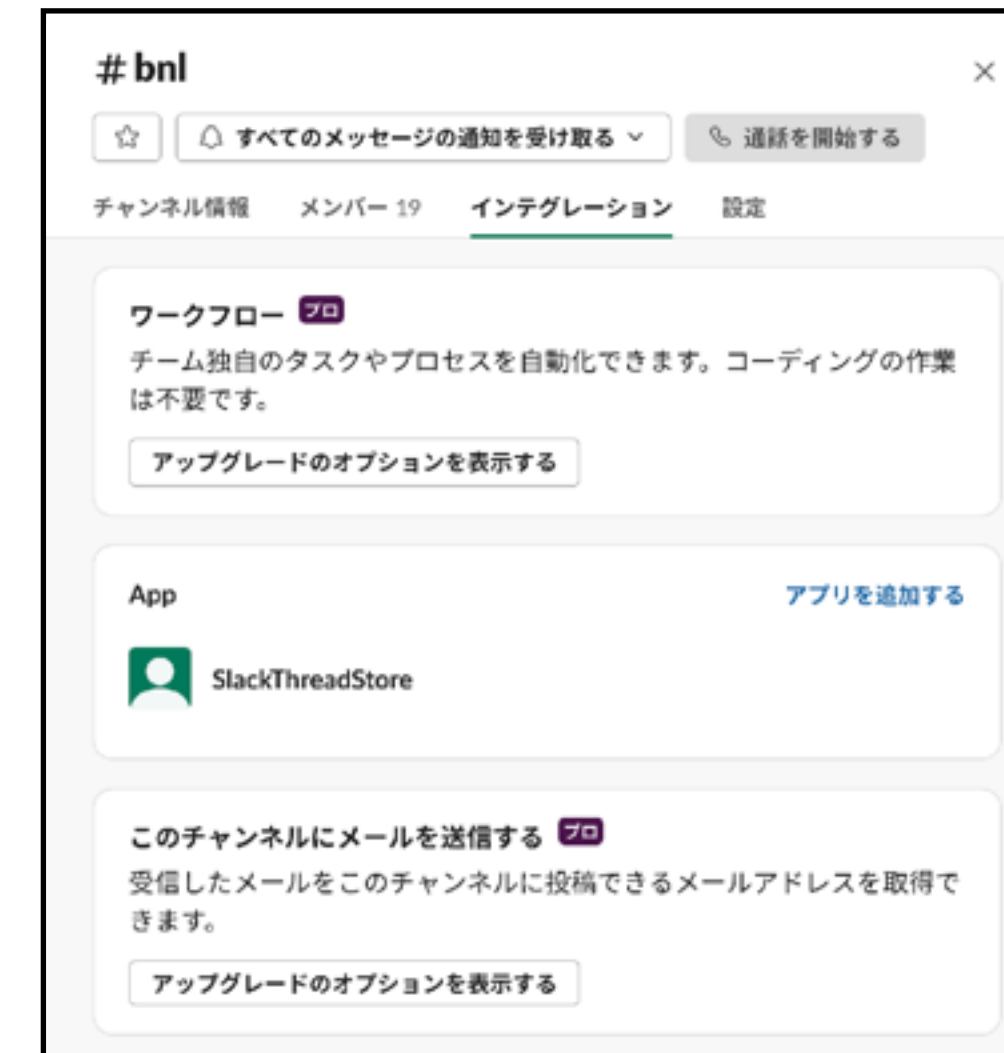 # bnl
すべてのメッセージの通知を受け取る
通話を開始する
チャンネル情報 メンバー 19 インテグレーション 設定
ワークフロー プロ
チーム独自のタスクやプロセスを自動化できます。コーディングの作業
は不要です。
アップグレードのオプションを表示する
App アプリを追加する
SlackThreadStore
このチャンネルにメールを送信する プロ
受信したメールをこのチャンネルに投稿できるメールアドレスを取得で
きます。
アップグレードのオプションを表示する